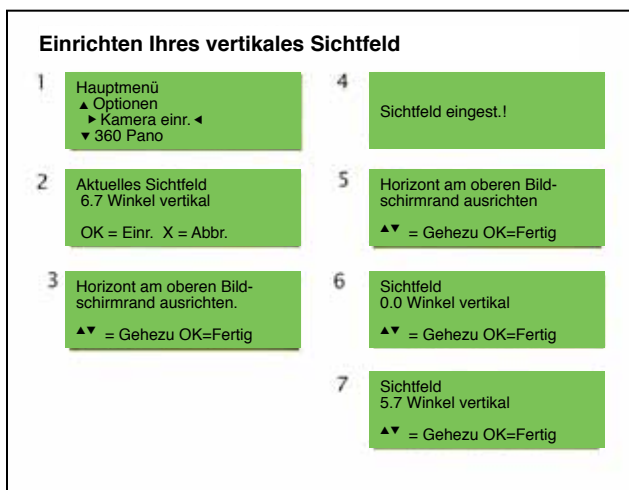 Einrichten Ihres vertikales Sichtfeld
1
Hauptmenü
▲ Optionen
▶ Kamera einr. ◀
▼ 360 Pano
2
Aktuelles Sichtfeld
6.7 Winkel vertikal
OK = Einr. X = Abbr.
3
Horizont am oberen Bild-
schirmrand ausrichten.
▲▼ = Gehezu OK=Fertig
4
Sichtfeld eingest.!
5
Horizont am oberen Bild-
schirmrand ausrichten
▲▼ = Gehezu OK=Fertig
6
Sichtfeld
0.0 Winkel vertikal
▲▼ = Gehezu OK=Fertig
7
Sichtfeld
5.7 Winkel vertikal
▲▼ = Gehezu OK=Fertig